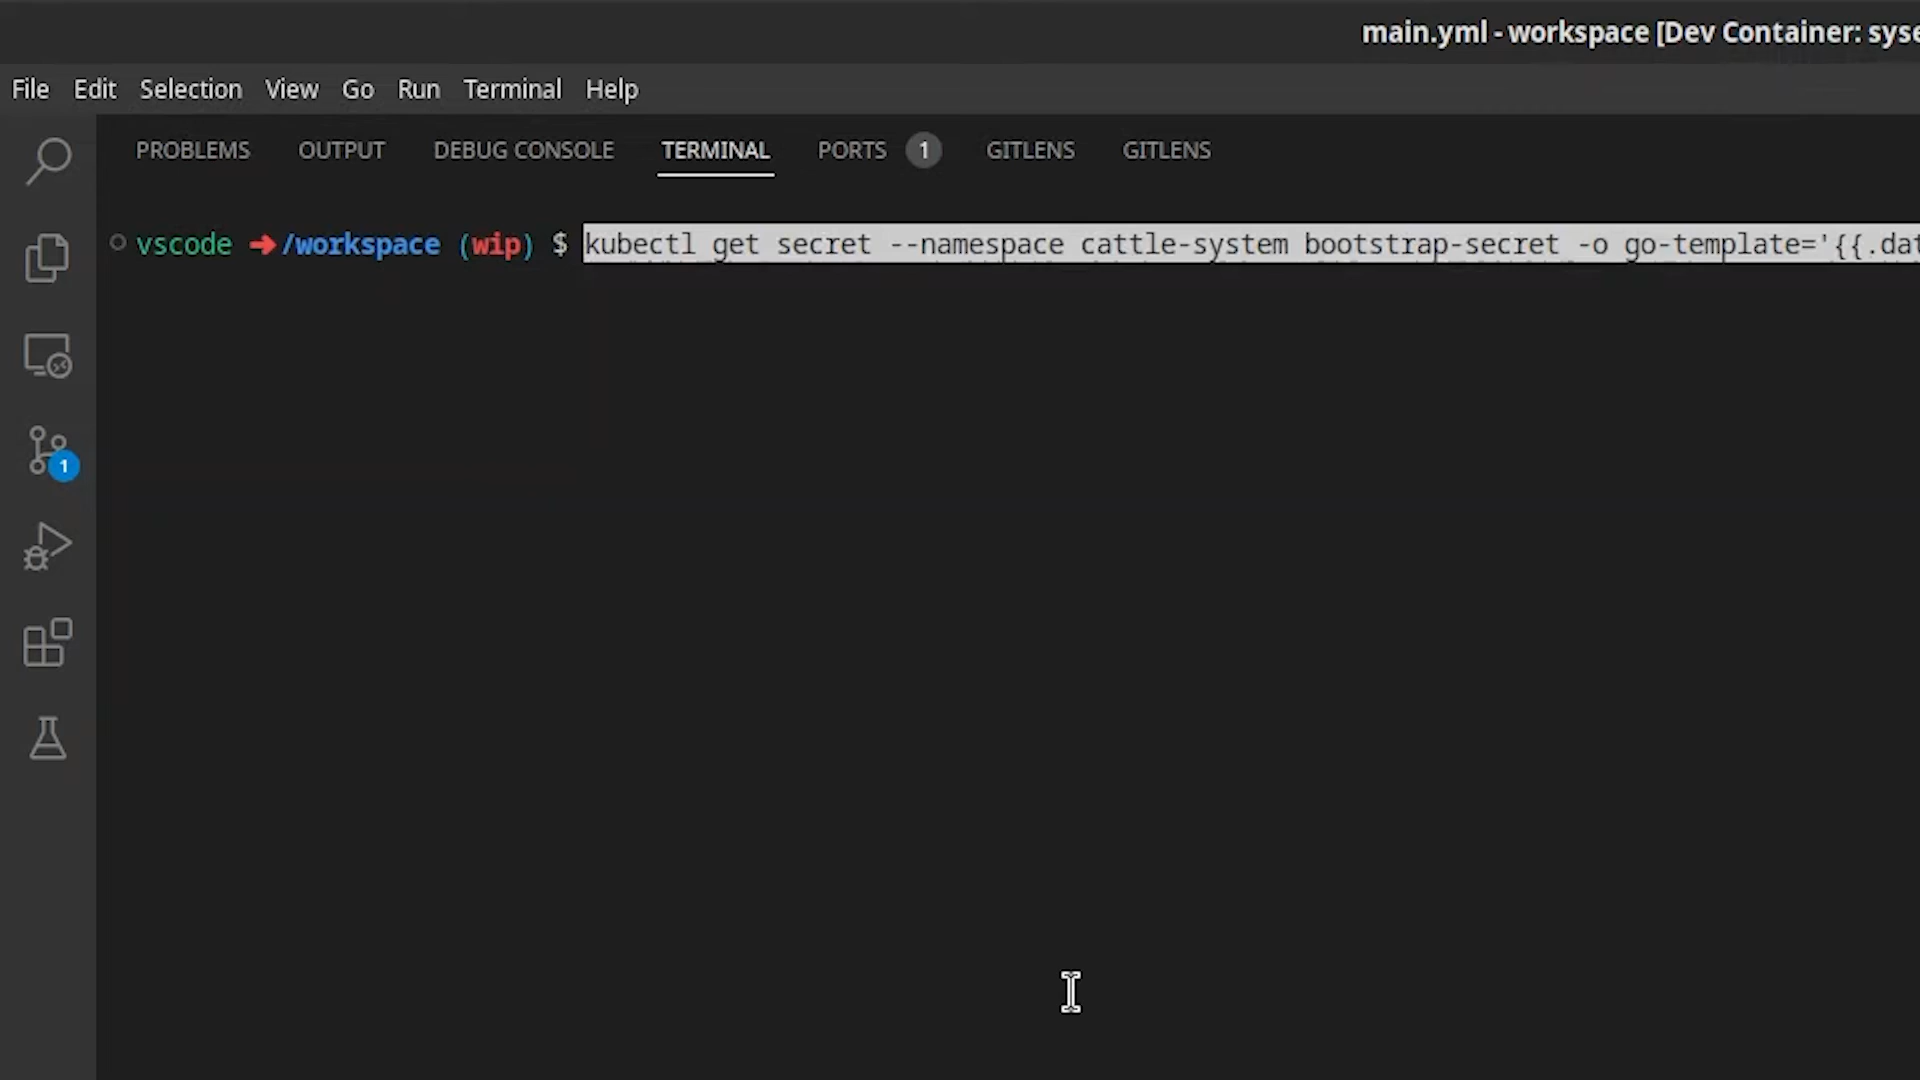 main.yml - workspace [Dev Container: syse
File Edit Selection View Go Run Terminal Help
PROBLEMS OUTPUT DEBUG CONSOLE TERMINAL PORTS 1 GITLENS GITLENS
vscode ➜ /workspace (wip) $ kubectl get secret --namespace cattle-system bootstrap-secret -o go-template='{{.dat
1